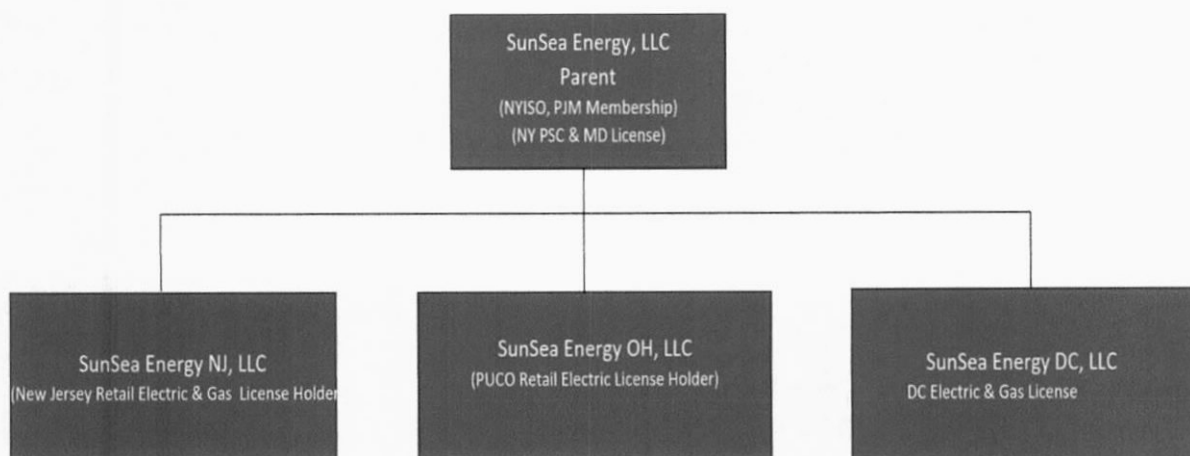 SunSea Energy, LLC
Parent
(NYISO, PJM Membership)
(NY PSC & MD License)
SunSea Energy NJ, LLC
(New Jersey Retail Electric & Gas License Holder
SunSea Energy OH, LLC
(PUCO Retail Electric License Holder)
SunSea Energy DC, LLC
DC Electric & Gas License